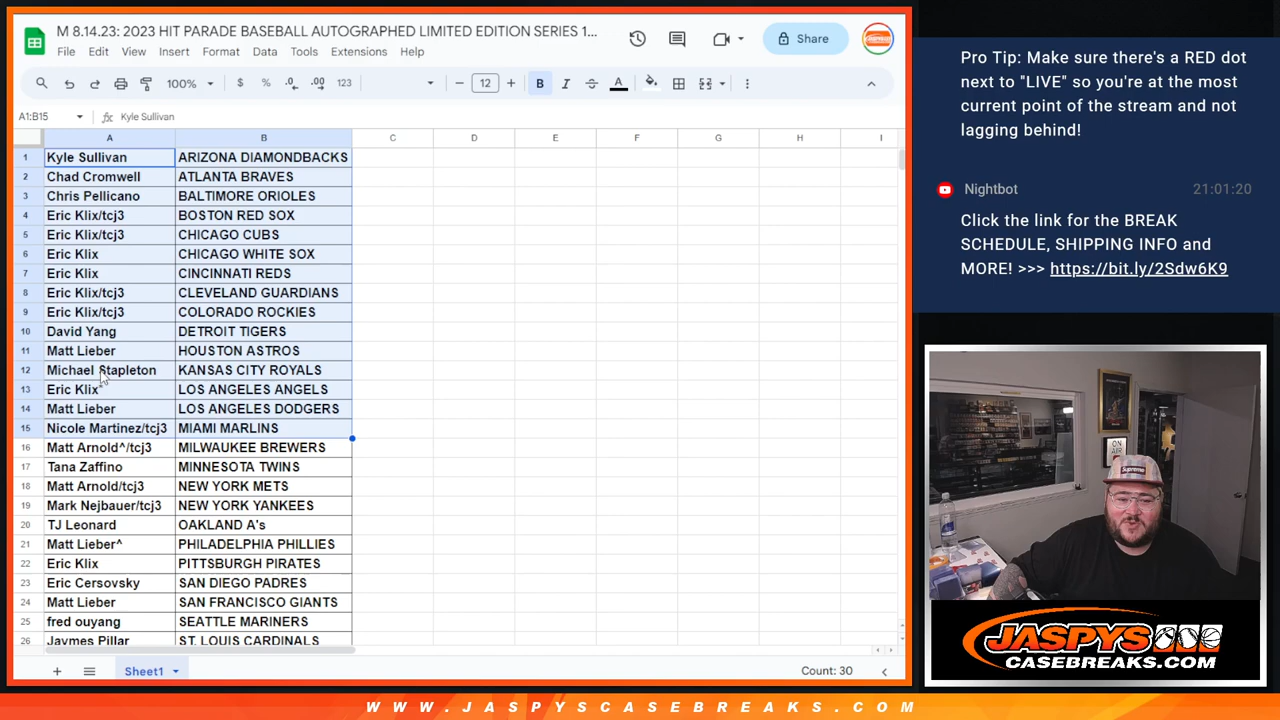 M 8.14.23: 2023 HIT PARADE BASEBALL AUTOGRAPHED LIMITED EDITION SERIES 1...
File Edit View Insert Format Data Tools Extensions Help
Share
100% $ % .0 .00 123 12 B I A
A1:B15 fx Kyle Sullivan
A B C D E F G H I
1 Kyle Sullivan ARIZONA DIAMONDBACKS
2 Chad Cromwell ATLANTA BRAVES
3 Chris Pellicano BALTIMORE ORIOLES
4 Eric Klix/tcj3 BOSTON RED SOX
5 Eric Klix/tcj3 CHICAGO CUBS
6 Eric Klix CHICAGO WHITE SOX
7 Eric Klix CINCINNATI REDS
8 Eric Klix/tcj3 CLEVELAND GUARDIANS
9 Eric Klix/tcj3 COLORADO ROCKIES
10 David Yang DETROIT TIGERS
11 Matt Lieber HOUSTON ASTROS
12 Michael Stapleton KANSAS CITY ROYALS
13 Eric Klix^ LOS ANGELES ANGELS
14 Matt Lieber LOS ANGELES DODGERS
15 Nicole Martinez/tcj3 MIAMI MARLINS
16 Matt Arnold^/tcj3 MILWAUKEE BREWERS
17 Tana Zaffino MINNESOTA TWINS
18 Matt Arnold/tcj3 NEW YORK METS
19 Mark Nejbauer/tcj3 NEW YORK YANKEES
20 TJ Leonard OAKLAND A's
21 Matt Lieber^ PHILADELPHIA PHILLIES
22 Eric Klix PITTSBURGH PIRATES
23 Eric Cersovsky SAN DIEGO PADRES
24 Matt Lieber SAN FRANCISCO GIANTS
25 fred ouyang SEATTLE MARINERS
26 Jaymes Pillar ST. LOUIS CARDINALS
Sheet1 Count: 30
Pro Tip: Make sure there's a RED dot
next to "LIVE" so you're at the most
current point of the stream and not
lagging behind!
Nightbot 21:01:20
Click the link for the BREAK
SCHEDULE, SHIPPING INFO and
MORE! >>> https://bit.ly/2Sdw6K9
ON
AIR
Supreme
JASPYS
CASEBREAKS.COM
WWW.JASPYSCASEBREAKS.COM